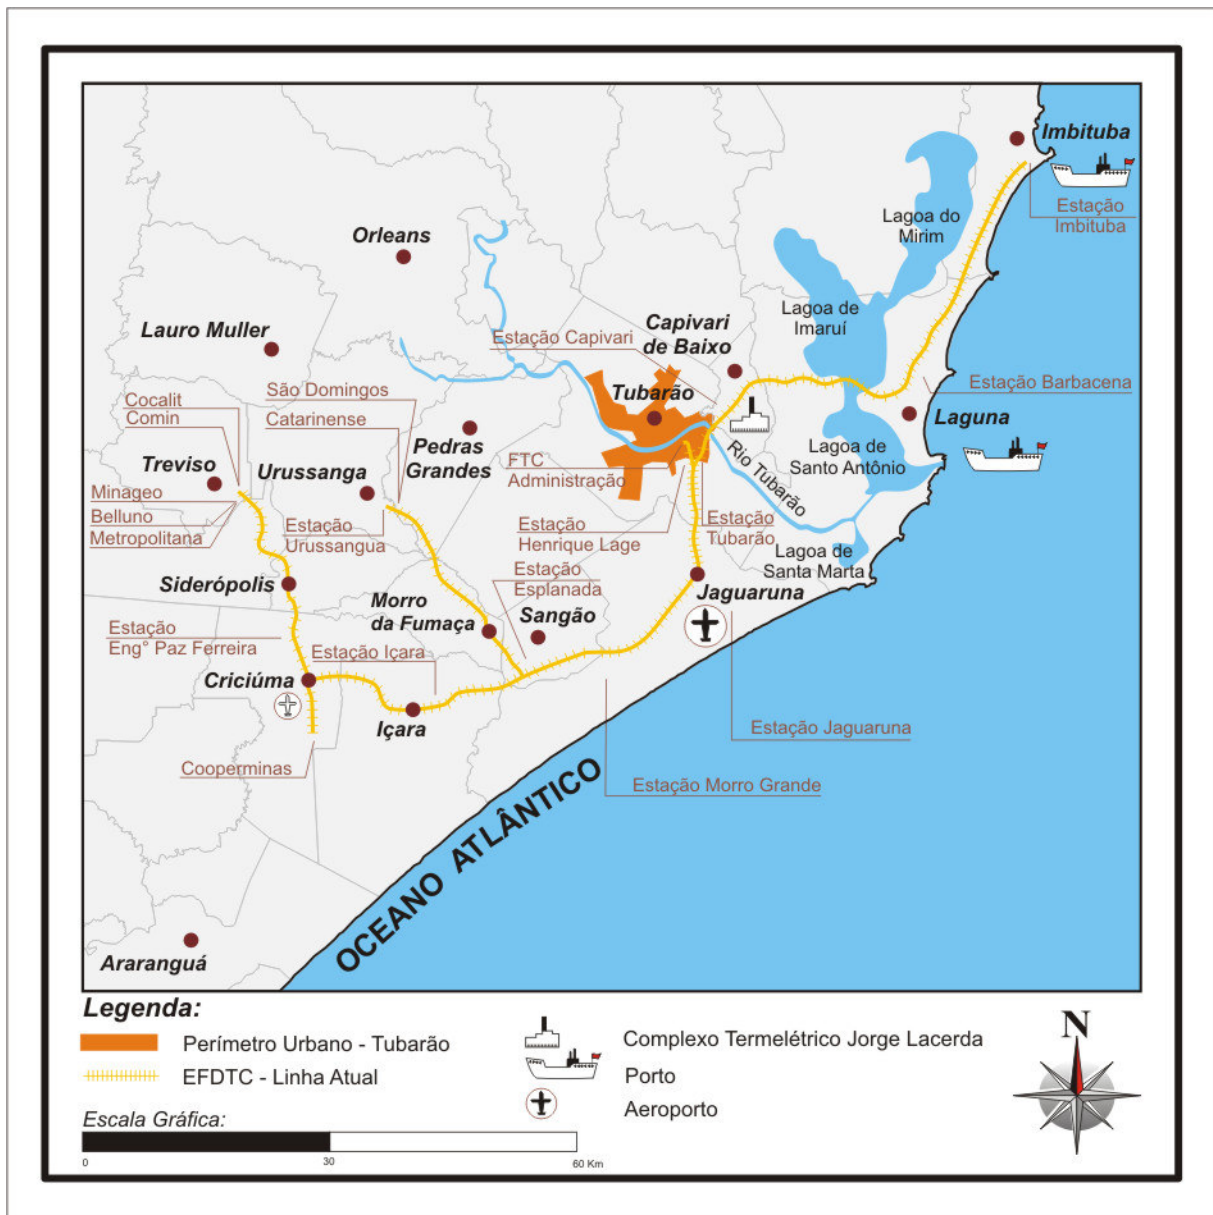 Imbituba
Estação
Imbituba
Lagoa do
Mirim
Orleans
Lagoa de
Imaruí
Capivari
de Baixo
Estação Capivari
Lauro Muller
Estação Barbacena
São Domingos
Catarinense
Cocalit
Comin
Tubarão
Laguna
Pedras
Grandes
Lagoa de
Santo Antônio
Treviso
Urussanga
FTC
Administração
Rio Tubarão
Minageo
Belluno
Metropolitana
Estação
Urussangua
Estação
Henrique Lage
Estação
Tubarão
Lagoa de
Santa Marta
Estação
Esplanada
Siderópolis
Jaguaruna
Morro
da Fumaça
Sangão
Estação
Eng° Paz Ferreira
Estação Içara
Criciúma
Içara
Estação Jaguaruna
Cooperminas
Estação Morro Grande
OCEANO ATLÂNTICO
Araranguá
Legenda:
Perímetro Urbano - Tubarão
EFDTC - Linha Atual
Complexo Termelétrico Jorge Lacerda
Porto
Aeroporto
N
Escala Gráfica:
0 30 60 Km